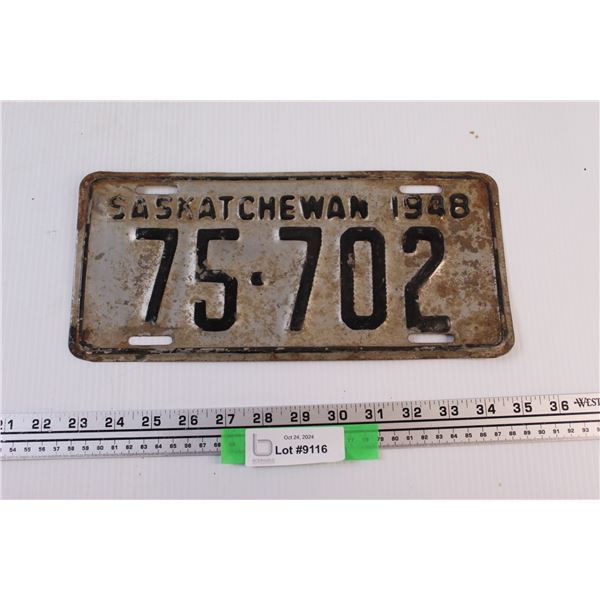 SASKATCHEWAN 1948
75·702
21 22 23 24 25 26 27 28 29 30 31 32 33 34 35 36 WEST
Oct 24, 2024
Lot #9116